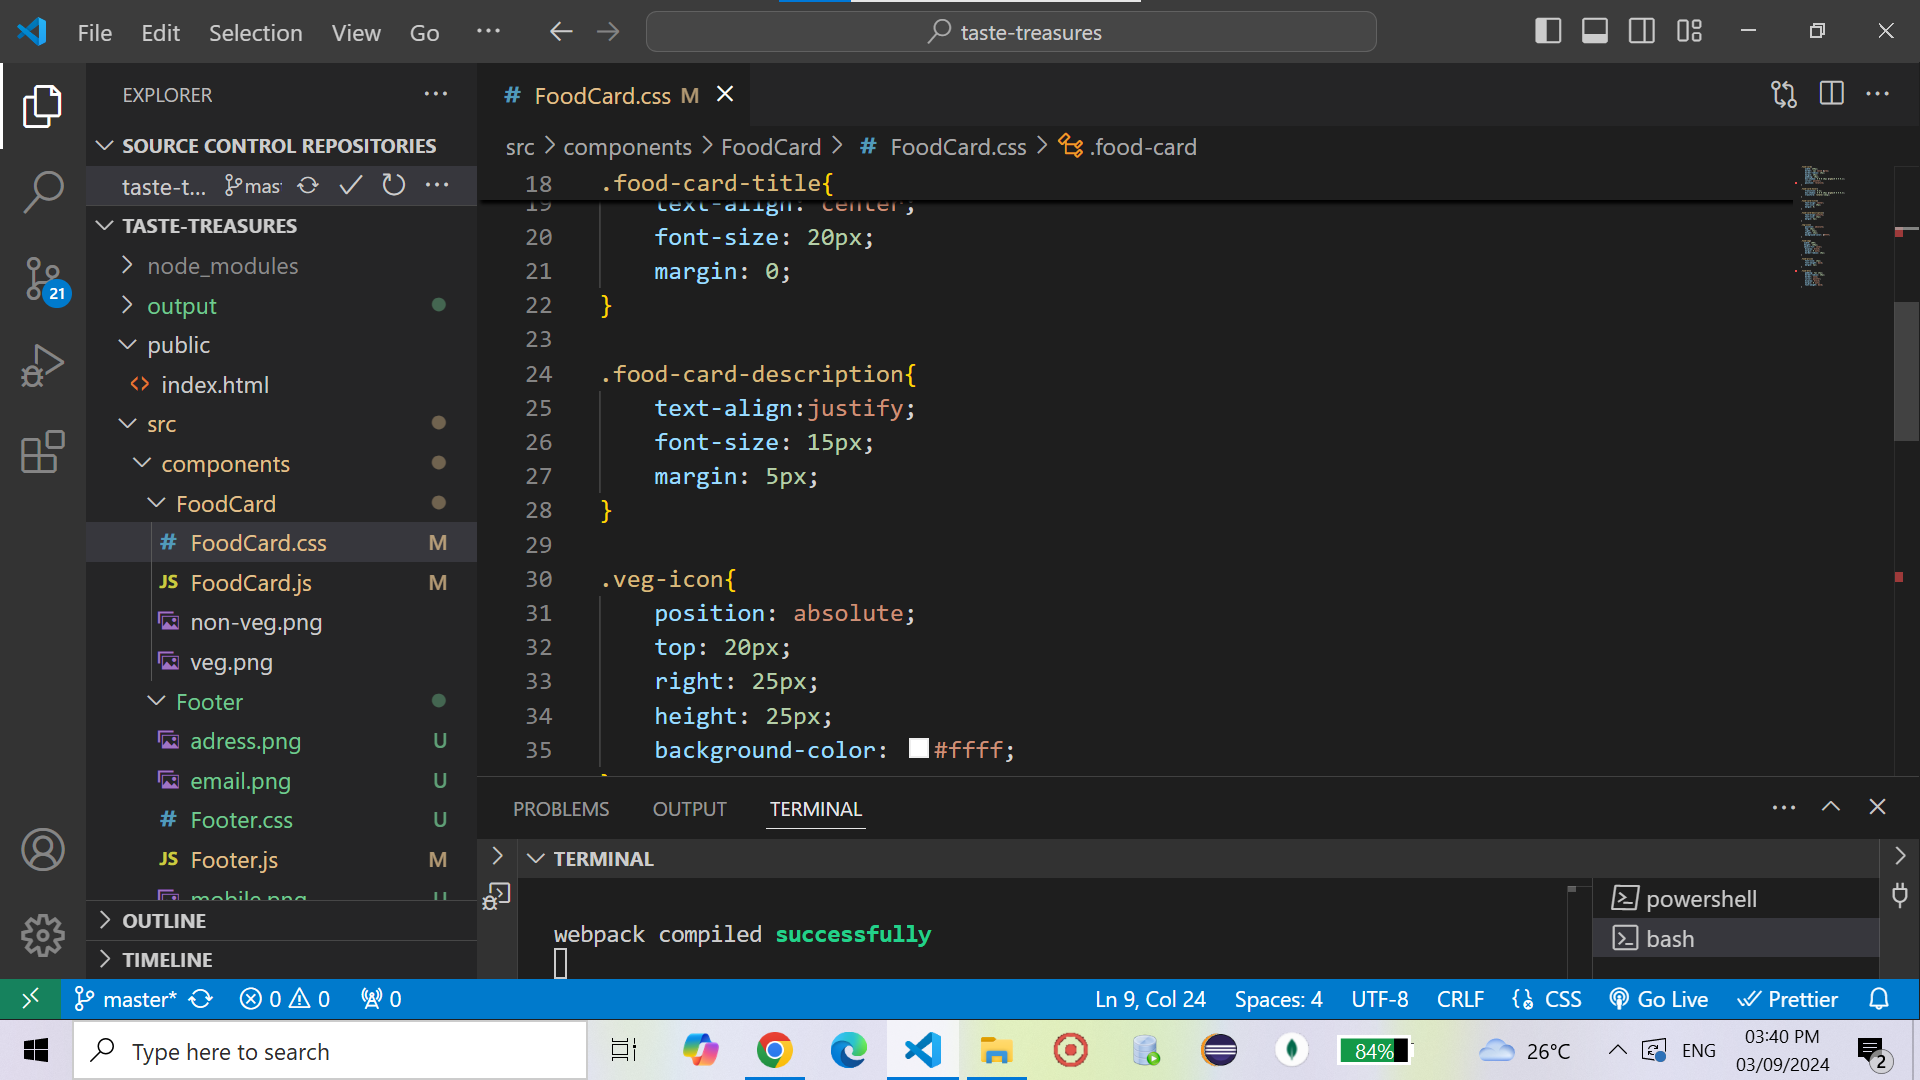 File Edit Selection View Go ··· taste-treasures
EXPLORER ···
SOURCE CONTROL REPOSITORIES
taste-t... mas ···
TASTE-TREASURES
node_modules
output
public
index.html
src
components
FoodCard
# FoodCard.css M
JS FoodCard.js M
non-veg.png
veg.png
Footer
adress.png U
email.png U
# Footer.css U
JS Footer.js M
mobile.png U
OUTLINE
TIMELINE
21
# FoodCard.css M
src > components > FoodCard > # FoodCard.css > .food-card
18 .food-card-title{
19 text-align: center;
20 font-size: 20px;
21 margin: 0;
22 }
23
24 .food-card-description{
25 text-align:justify;
26 font-size: 15px;
27 margin: 5px;
28 }
29
30 .veg-icon{
31 position: absolute;
32 top: 20px;
33 right: 25px;
34 height: 25px;
35 background-color: #ffff;
PROBLEMS OUTPUT TERMINAL
TERMINAL
webpack compiled successfully
powershell
bash
master* 0 0 0 Ln 9, Col 24 Spaces: 4 UTF-8 CRLF CSS Go Live Prettier
Type here to search 84% 26°C ENG 03:40 PM
03/09/2024 2